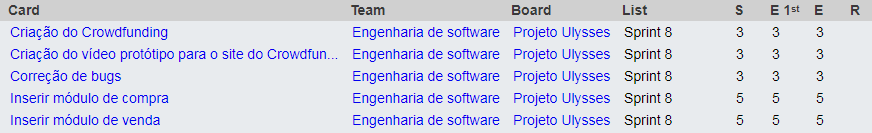 Card Team Board List S E 1st E R
Criação do Crowdfunding Engenharia de software Projeto Ulysses Sprint 8 3 3 3
Criação do vídeo protótipo para o site do Crowdfun... Engenharia de software Projeto Ulysses Sprint 8 3 3 3
Correção de bugs Engenharia de software Projeto Ulysses Sprint 8 3 3 3
Inserir módulo de compra Engenharia de software Projeto Ulysses Sprint 8 5 5 5
Inserir módulo de venda Engenharia de software Projeto Ulysses Sprint 8 5 5 5